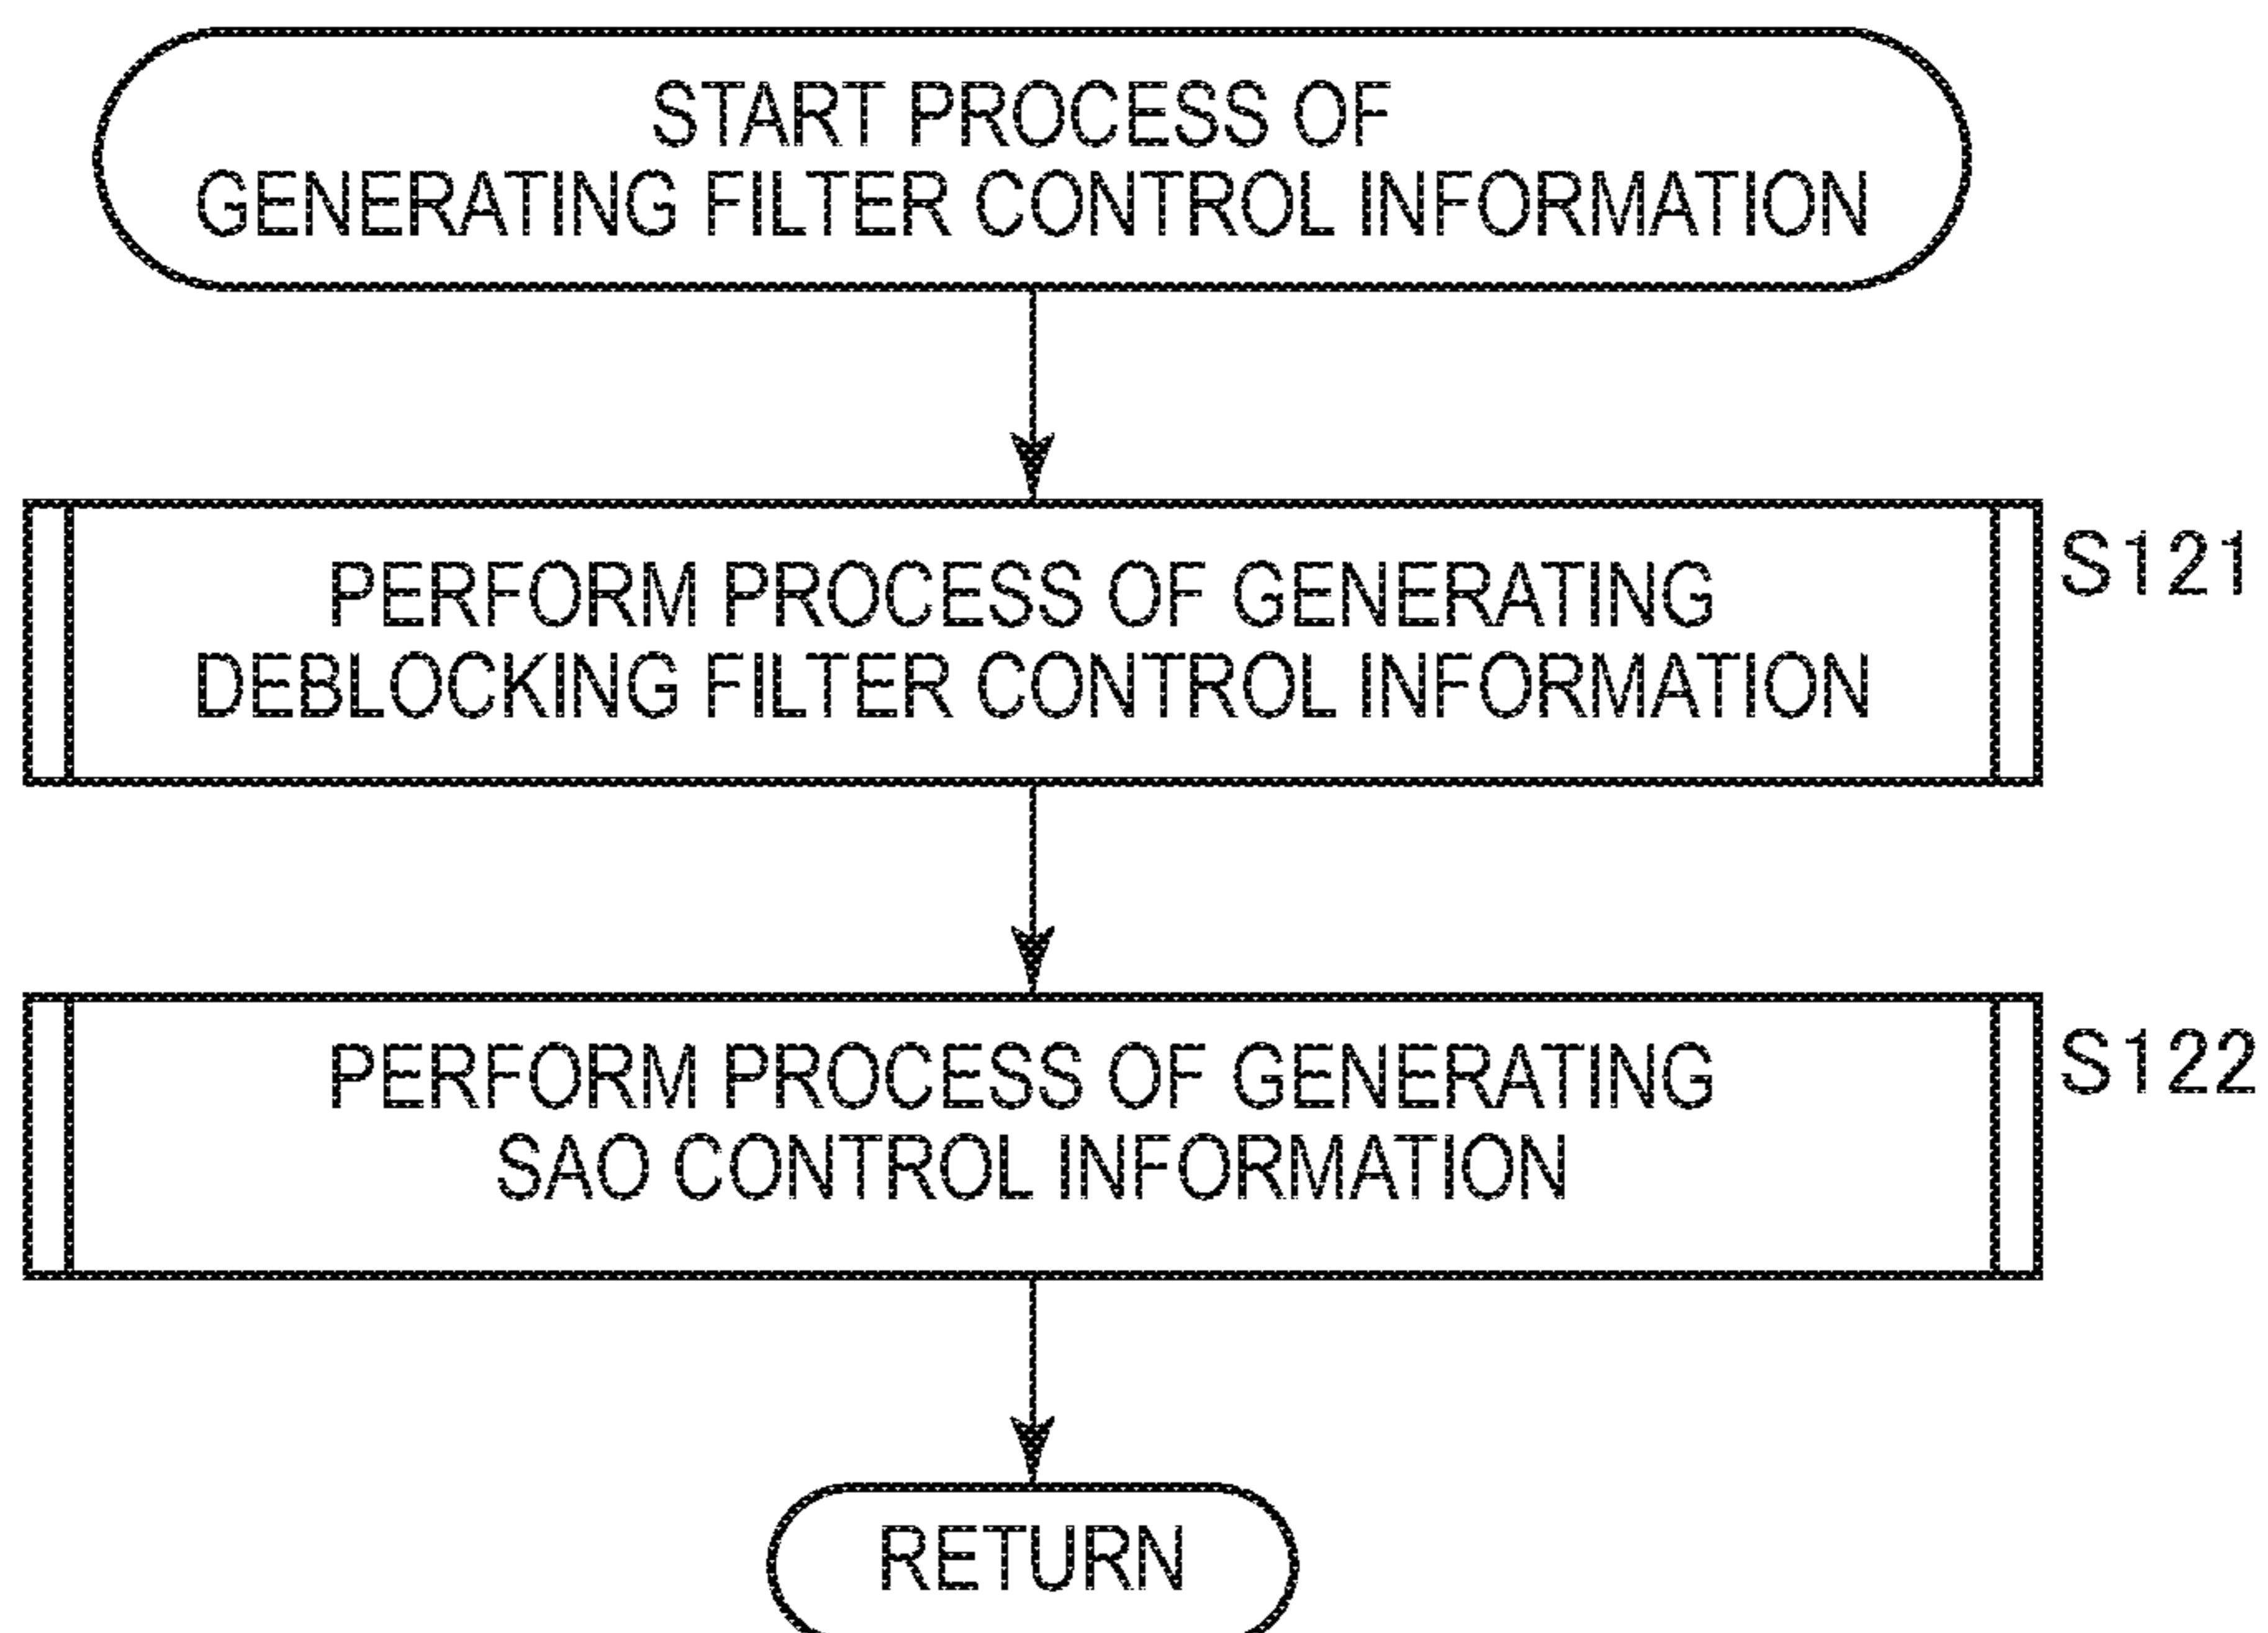 START PROCESS OF
GENERATING FILTER CONTROL INFORMATION
PERFORM PROCESS OF GENERATING
DEBLOCKING FILTER CONTROL INFORMATION
S121
PERFORM PROCESS OF GENERATING
SAO CONTROL INFORMATION
S122
RETURN